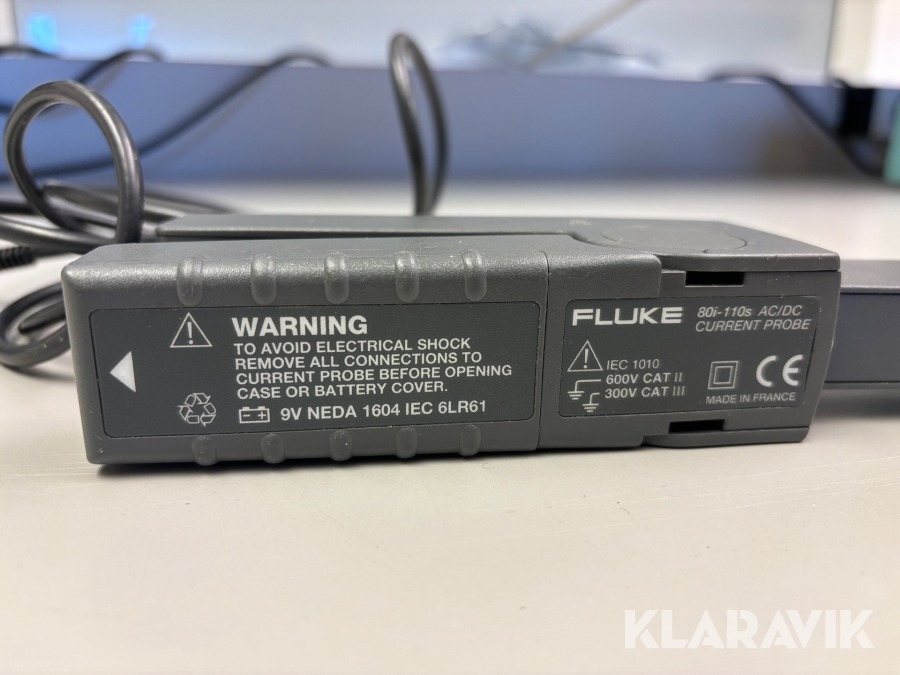 WARNING
TO AVOID ELECTRICAL SHOCK
REMOVE ALL CONNECTIONS TO
CURRENT PROBE BEFORE OPENING
CASE OR BATTERY COVER.
9V NEDA 1604 IEC 6LR61
FLUKE
80i-110s AC/DC
CURRENT PROBE
IEC 1010
600V CAT II
300V CAT III
CE
MADE IN FRANCE
KLARAVIK